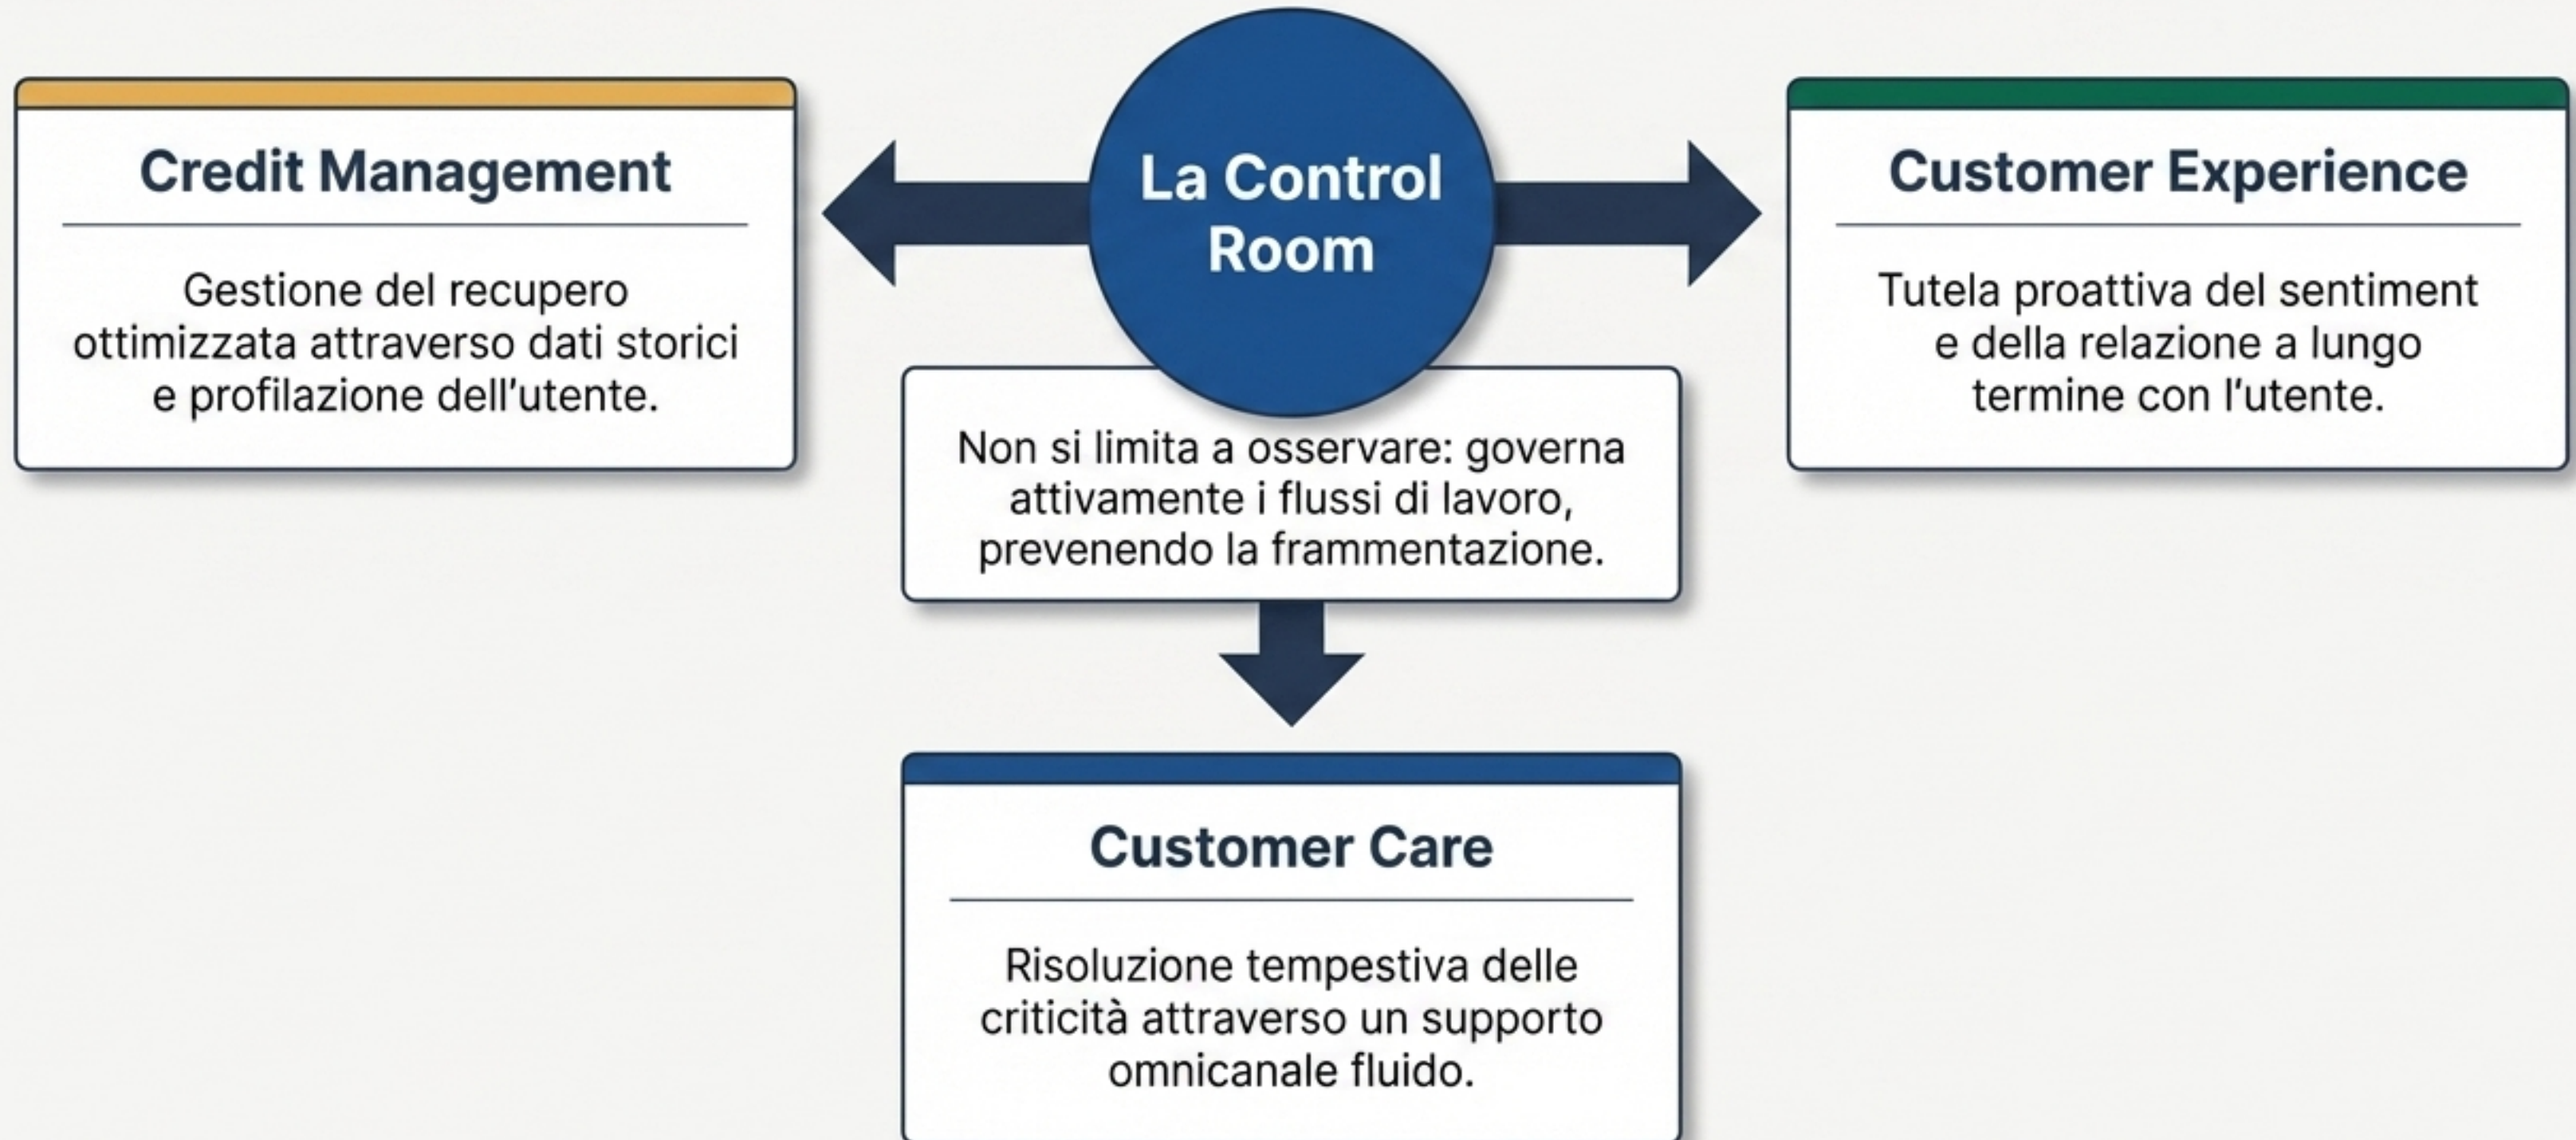 La Control
Room
Non si limita a osservare: governa
attivamente i flussi di lavoro,
prevenendo la frammentazione.
Credit Management
Gestione del recupero
ottimizzata attraverso dati storici
e profilazione dell'utente.
Customer Experience
Tutela proattiva del sentiment
e della relazione a lungo
termine con l'utente.
Customer Care
Risoluzione tempestiva delle
criticità attraverso un supporto
omnicanale fluido.